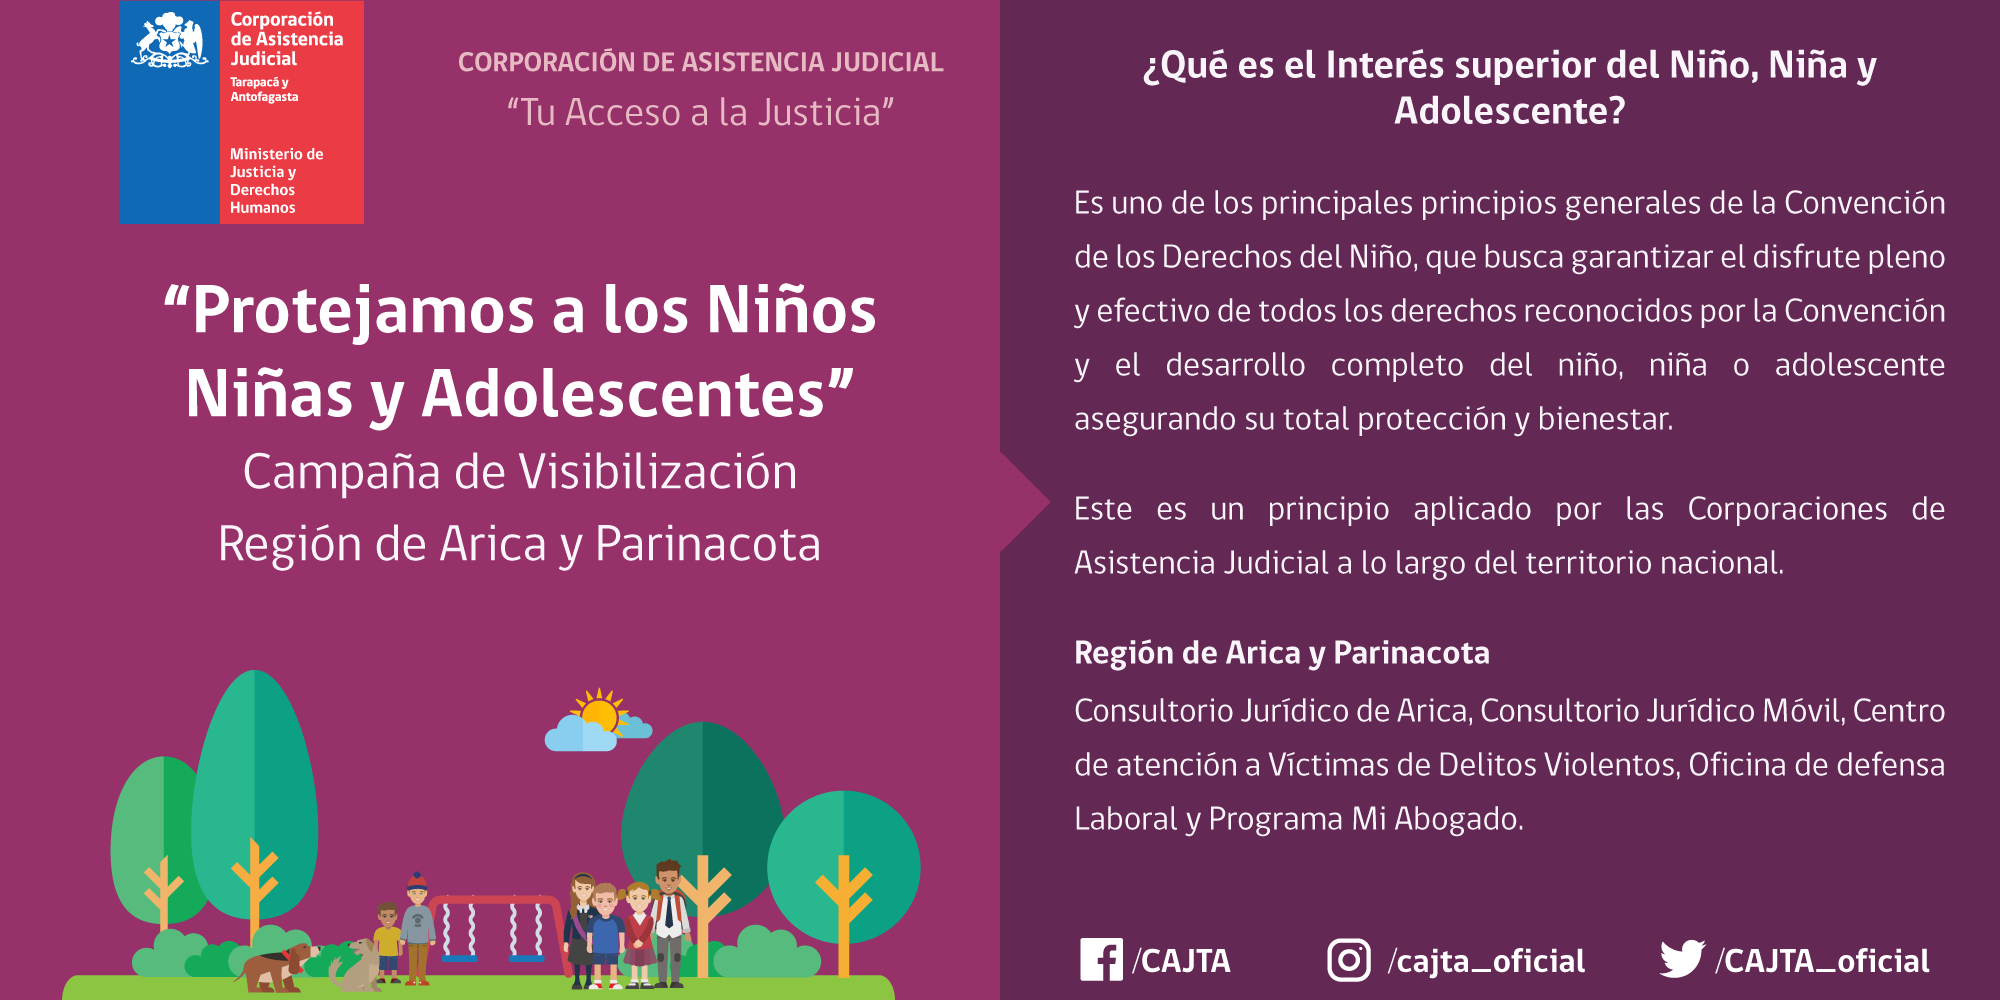 Corporación
de Asistencia
Judicial
Tarapacá y
Antofagasta
Ministerio de
Justicia y
Derechos
Humanos
CORPORACIÓN DE ASISTENCIA JUDICIAL
“Tu Acceso a la Justicia”
“Protejamos a los Niños
Niñas y Adolescentes”
Campaña de Visibilización
Región de Arica y Parinacota
¿Qué es el Interés superior del Niño, Niña y
Adolescente?
Es uno de los principales principios generales de la Convención
de los Derechos del Niño, que busca garantizar el disfrute pleno
y efectivo de todos los derechos reconocidos por la Convención
y el desarrollo completo del niño, niña o adolescente
asegurando su total protección y bienestar.
Este es un principio aplicado por las Corporaciones de
Asistencia Judicial a lo largo del territorio nacional.
Región de Arica y Parinacota
Consultorio Jurídico de Arica, Consultorio Jurídico Móvil, Centro
de atención a Víctimas de Delitos Violentos, Oficina de defensa
Laboral y Programa Mi Abogado.
/CAJTA /cajta_oficial /CAJTA_oficial